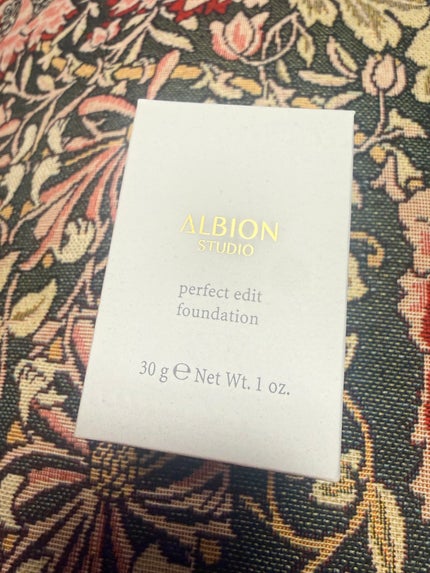 ALBION
STUDIO
perfect edit
foundation
30 g ℮ Net Wt. 1 oz.